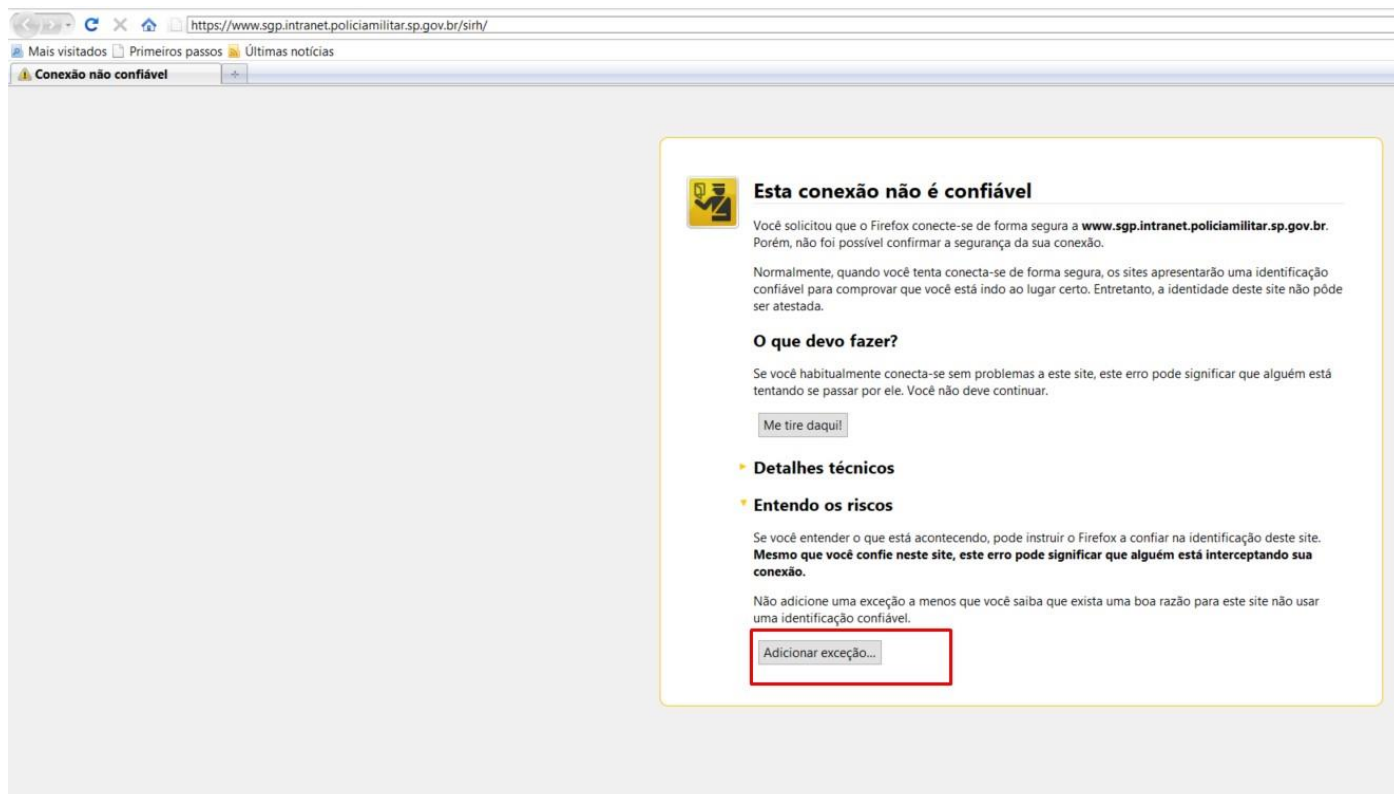 https://www.sgp.intranet.policiamilitar.sp.gov.br/sirh/
Mais visitados Primeiros passos Últimas notícias
Conexão não confiável
Esta conexão não é confiável
Você solicitou que o Firefox conecte-se de forma segura a www.sgp.intranet.policiamilitar.sp.gov.br.
Porém, não foi possível confirmar a segurança da sua conexão.
Normalmente, quando você tenta conecta-se de forma segura, os sites apresentarão uma identificação
confiável para comprovar que você está indo ao lugar certo. Entretanto, a identidade deste site não pôde
ser atestada.
O que devo fazer?
Se você habitualmente conecta-se sem problemas a este site, este erro pode significar que alguém está
tentando se passar por ele. Você não deve continuar.
Me tire daqui!
Detalhes técnicos
Entendo os riscos
Se você entender o que está acontecendo, pode instruir o Firefox a confiar na identificação deste site.
Mesmo que você confie neste site, este erro pode significar que alguém está interceptando sua
conexão.
Não adicione uma exceção a menos que você saiba que exista uma boa razão para este site não usar
uma identificação confiável.
Adicionar exceção...